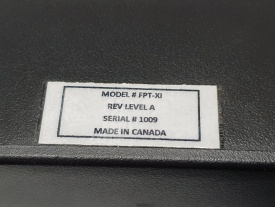 MODEL # FPT-XI
REV LEVEL A
SERIAL # 1009
MADE IN CANADA